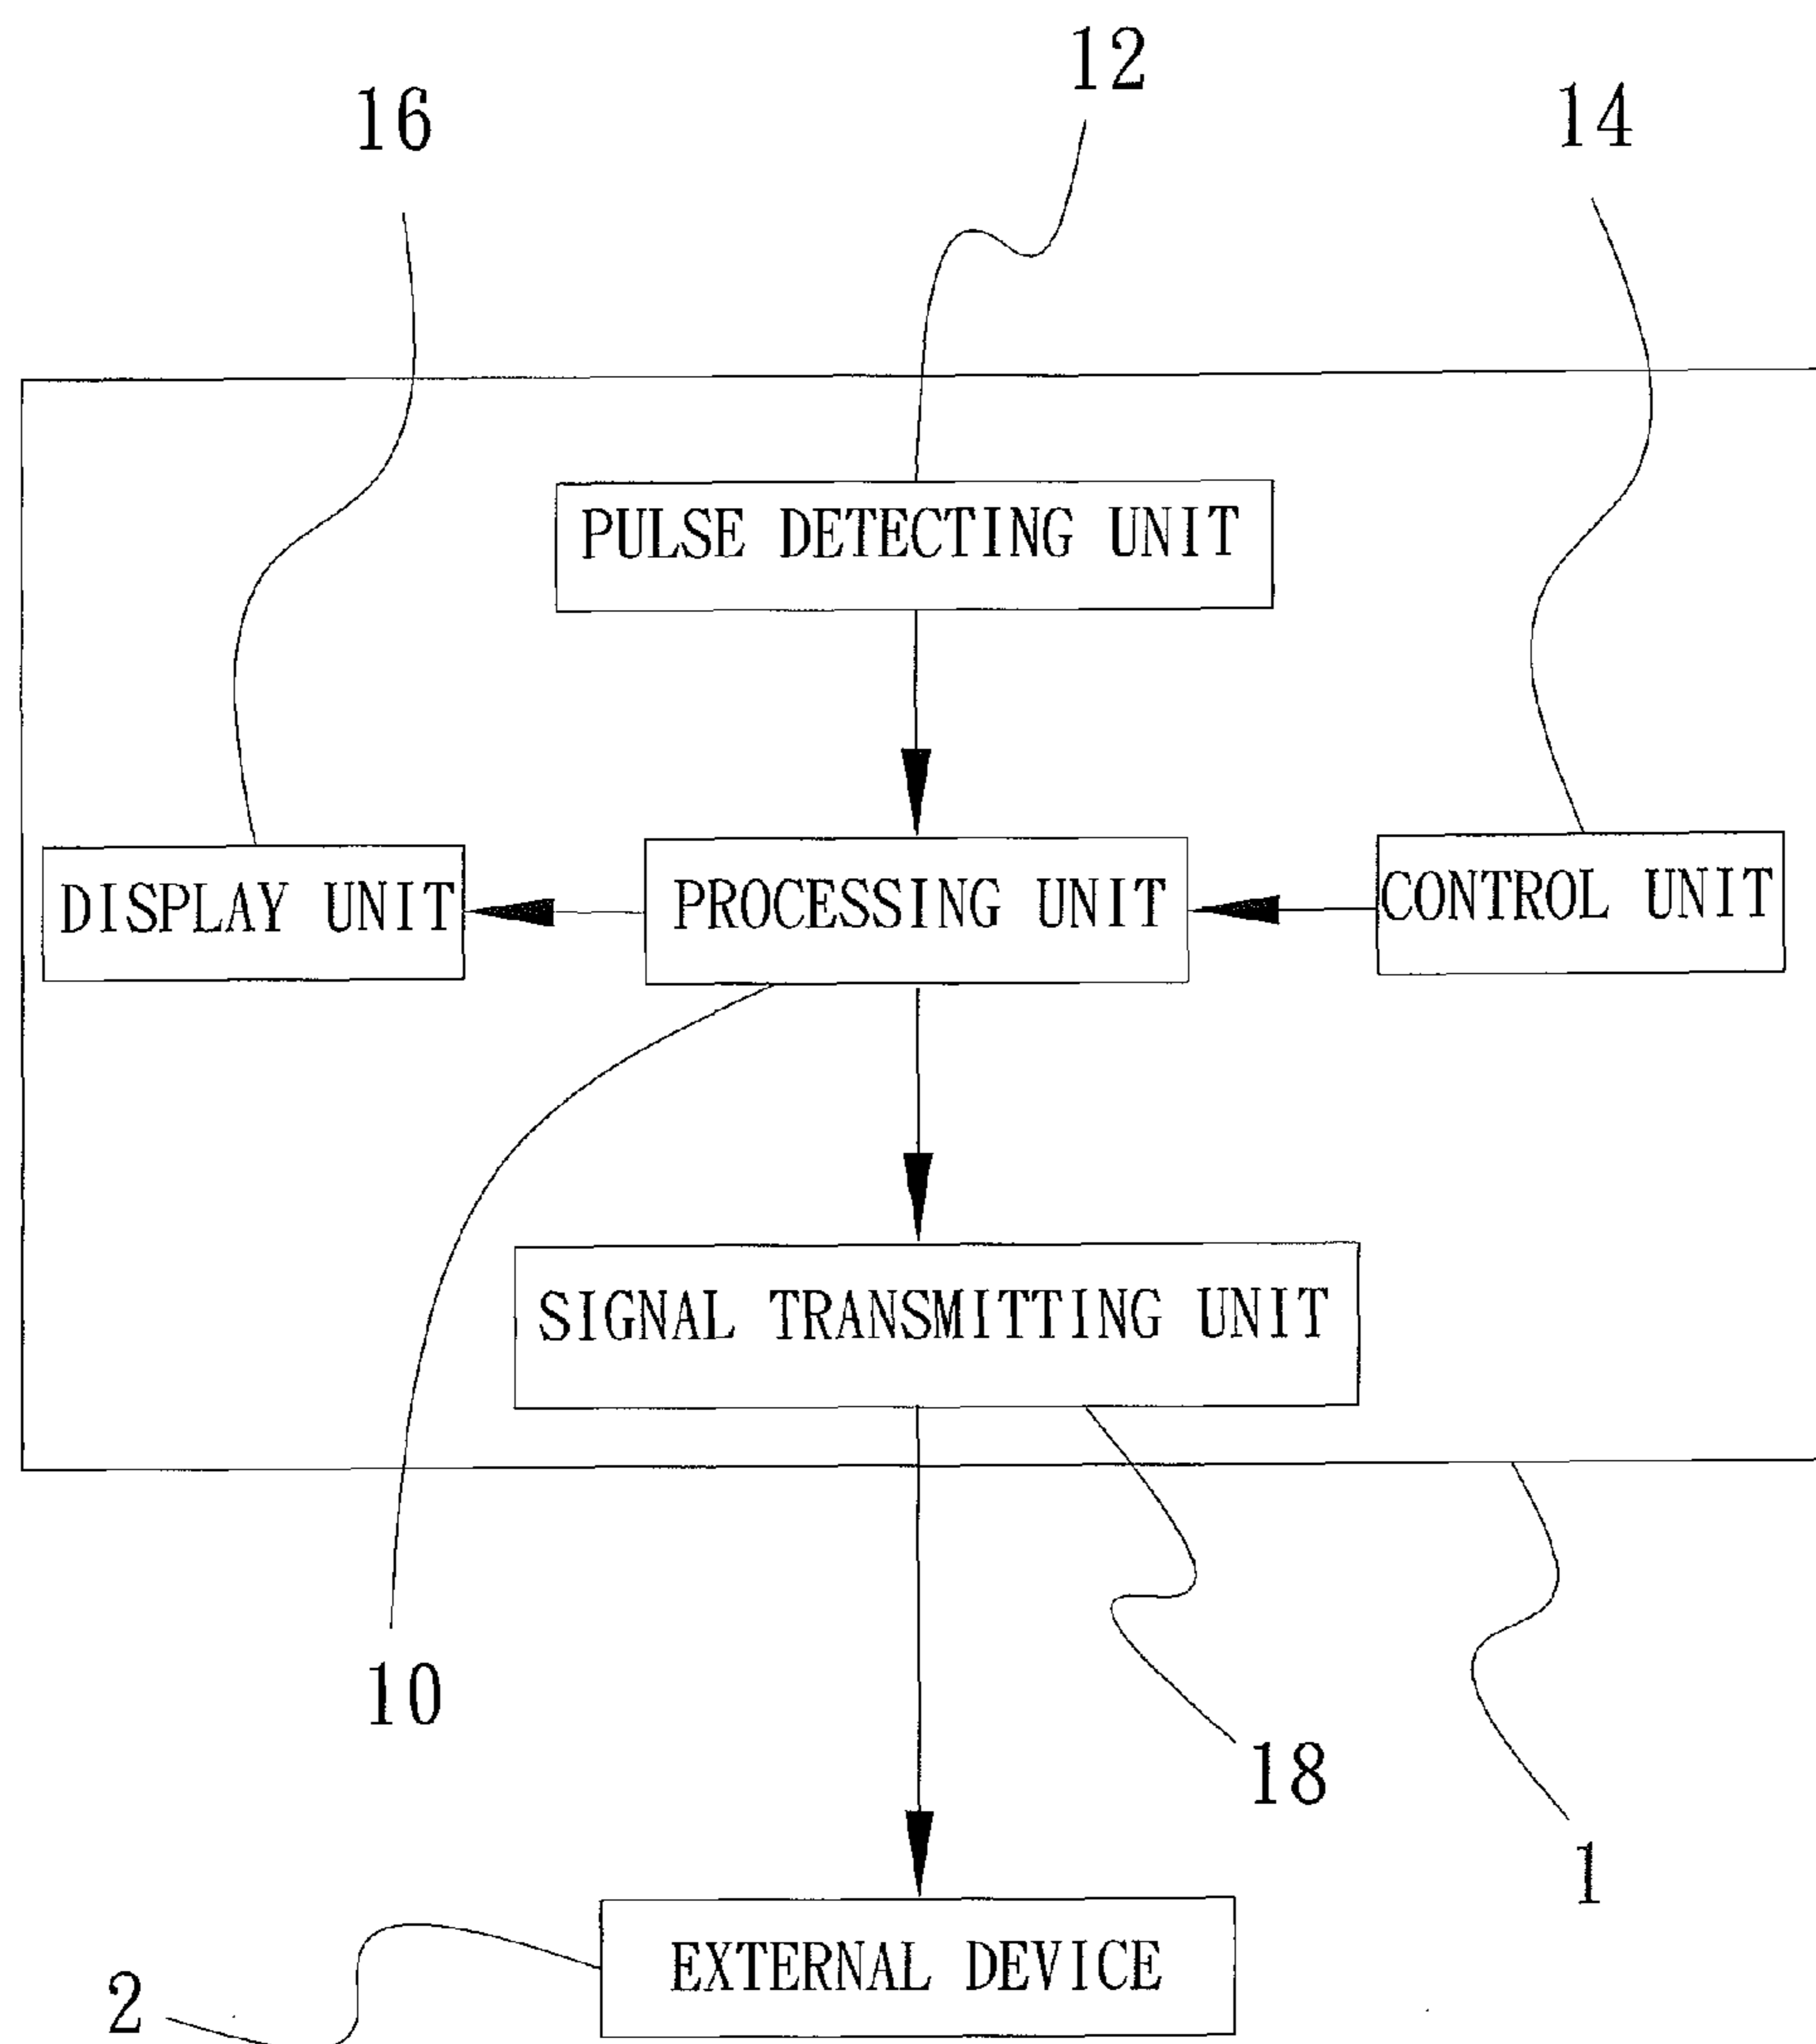 12
16
14
PULSE DETECTING UNIT
DISPLAY UNIT
PROCESSING UNIT
CONTROL UNIT
SIGNAL TRANSMITTING UNIT
10
18
1
EXTERNAL DEVICE
2